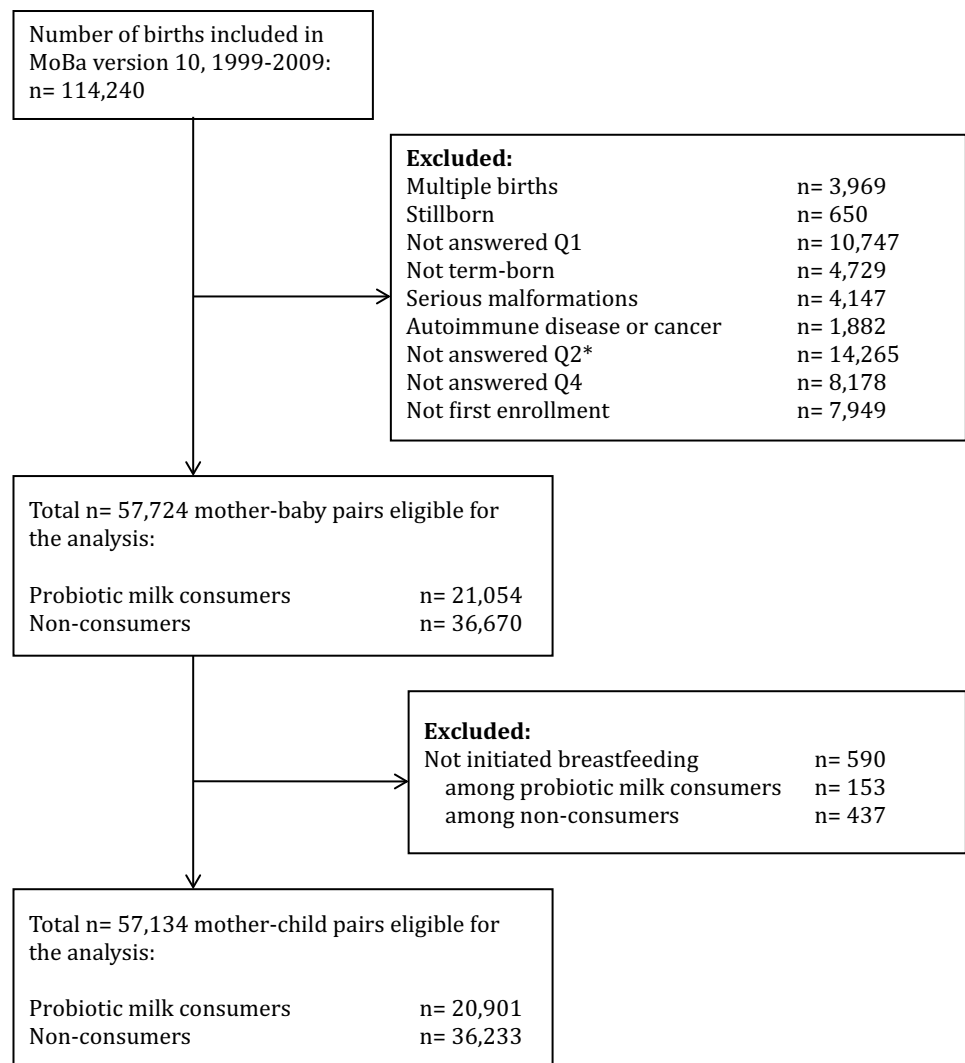 Number of births included in
MoBa version 10, 1999-2009:
n= 114,240
Excluded:
Multiple births n= 3,969
Stillborn n= 650
Not answered Q1 n= 10,747
Not term-born n= 4,729
Serious malformations n= 4,147
Autoimmune disease or cancer n= 1,882
Not answered Q2* n= 14,265
Not answered Q4 n= 8,178
Not first enrollment n= 7,949
Total n= 57,724 mother-baby pairs eligible for
the analysis:
Probiotic milk consumers n= 21,054
Non-consumers n= 36,670
Excluded:
Not initiated breastfeeding n= 590
among probiotic milk consumers n= 153
among non-consumers n= 437
Total n= 57,134 mother-child pairs eligible for
the analysis:
Probiotic milk consumers n= 20,901
Non-consumers n= 36,233